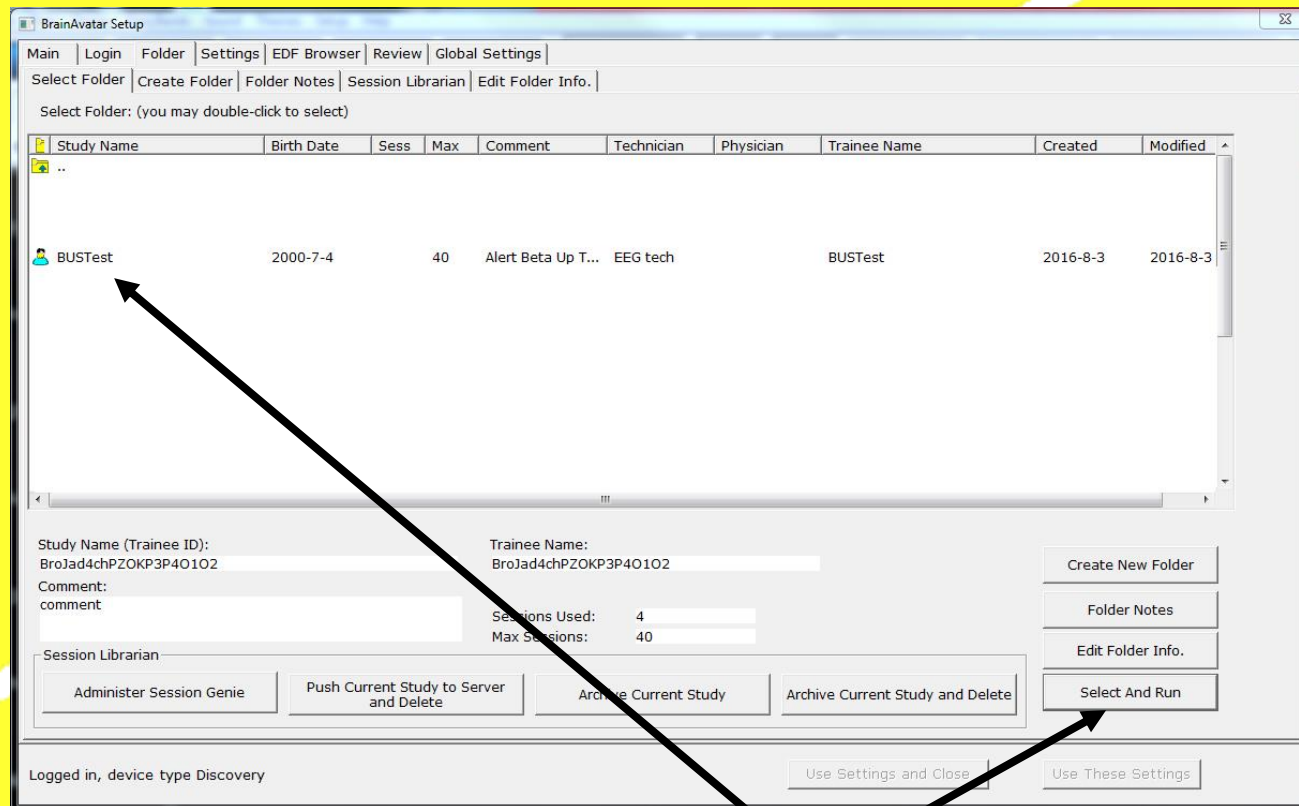 BrainAvatar Setup
Main Login Folder Settings EDF Browser Review Global Settings
Select Folder Create Folder Folder Notes Session Librarian Edit Folder Info.
Select Folder: (you may double-click to select)
Study Name Birth Date Sess Max Comment Technician Physician Trainee Name Created Modified
..
BUSTest 2000-7-4 40 Alert Beta Up T... EEG tech BUSTest 2016-8-3 2016-8-3
Study Name (Trainee ID): Trainee Name:
BroJad4chPZOKP3P4O1O2 BroJad4chPZOKP3P4O1O2
Create New Folder
Comment:
comment
Sessions Used: 4
Folder Notes
Max Sessions: 40
Edit Folder Info.
Session Librarian
Administer Session Genie
Push Current Study to Server
and Delete
Archive Current Study
Archive Current Study and Delete
Select And Run
Logged in, device type Discovery
Use Settings and Close
Use These Settings